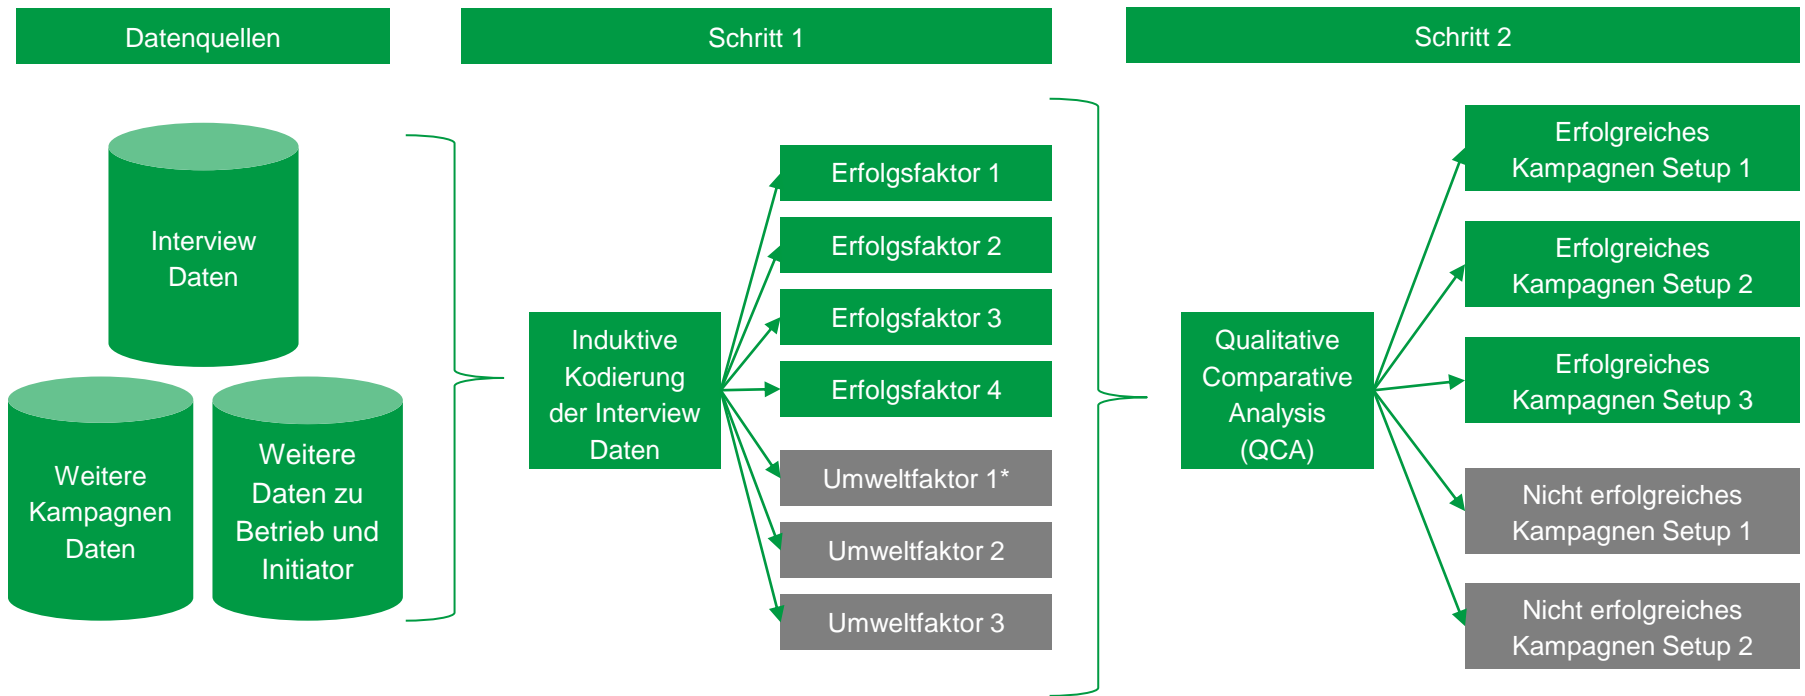 Datenquellen
Schritt 1
Schritt 2
Interview
Daten
Weitere
Kampagnen
Daten
Weitere
Daten zu
Betrieb und
Initiator
Induktive
Kodierung
der Interview
Daten
Erfolgsfaktor 1
Erfolgsfaktor 2
Erfolgsfaktor 3
Erfolgsfaktor 4
Umweltfaktor 1*
Umweltfaktor 2
Umweltfaktor 3
Qualitative
Comparative
Analysis
(QCA)
Erfolgreiches
Kampagnen Setup 1
Erfolgreiches
Kampagnen Setup 2
Erfolgreiches
Kampagnen Setup 3
Nicht erfolgreiches
Kampagnen Setup 1
Nicht erfolgreiches
Kampagnen Setup 2